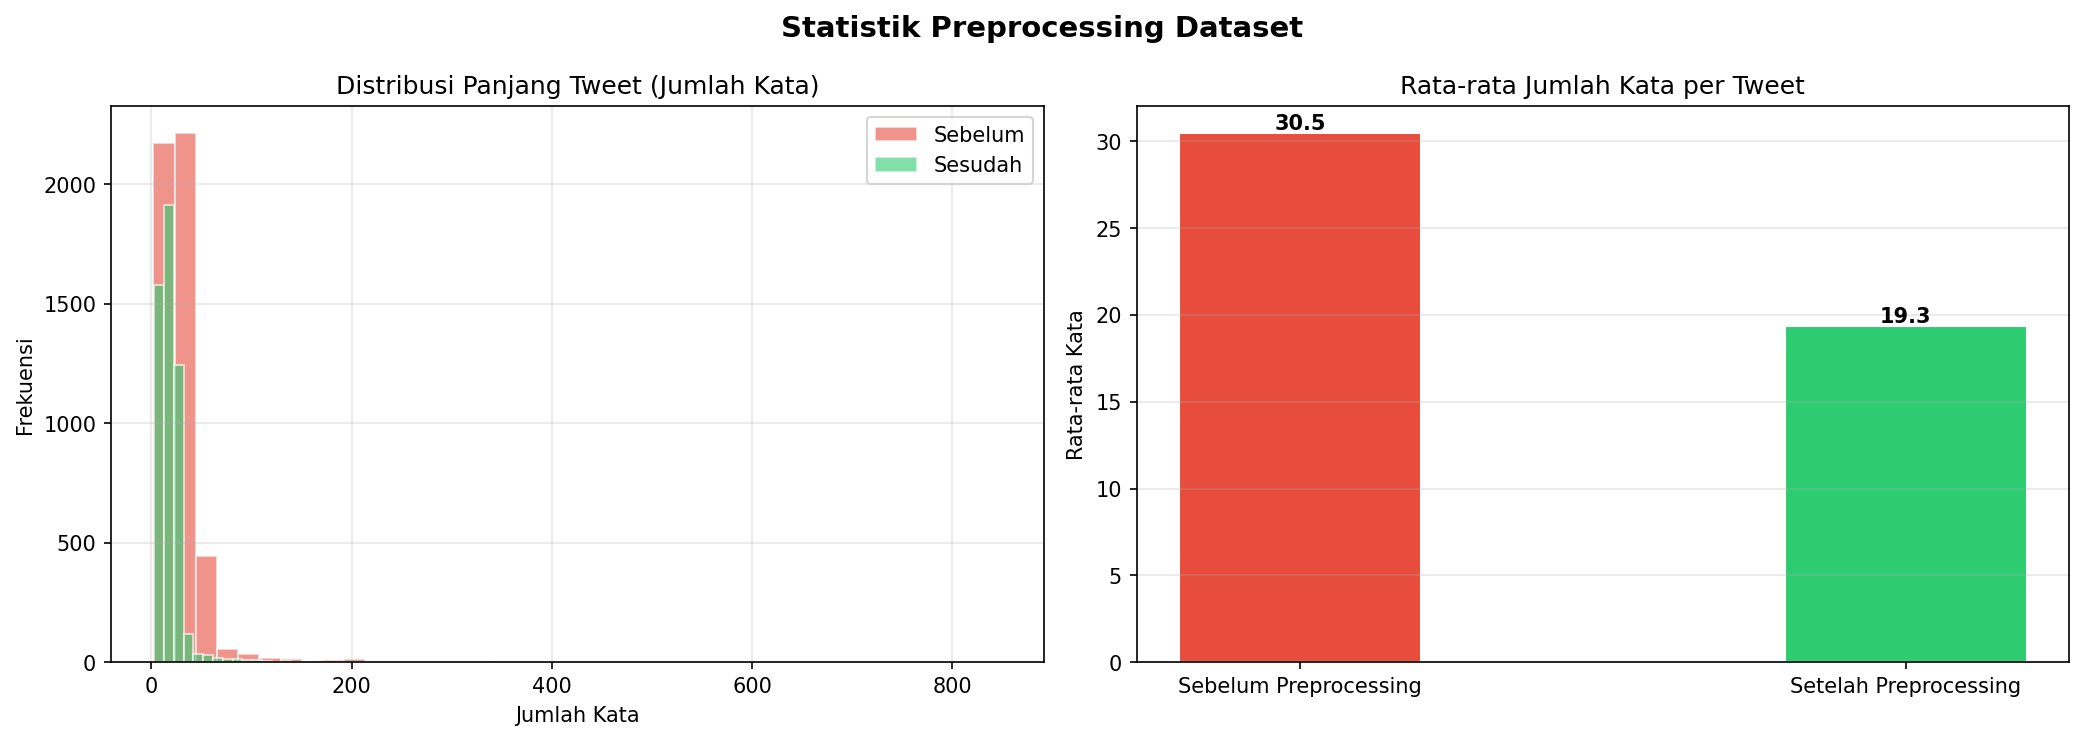 Statistik Preprocessing Dataset
Distribusi Panjang Tweet (Jumlah Kata)
Sebelum
Sesudah
Frekuensi
2000
1500
1000
500
0
0 200 400 600 800
Jumlah Kata
Rata-rata Jumlah Kata per Tweet
Rata-rata Kata
30
25
20
15
10
5
0
30.5
19.3
Sebelum Preprocessing Setelah Preprocessing